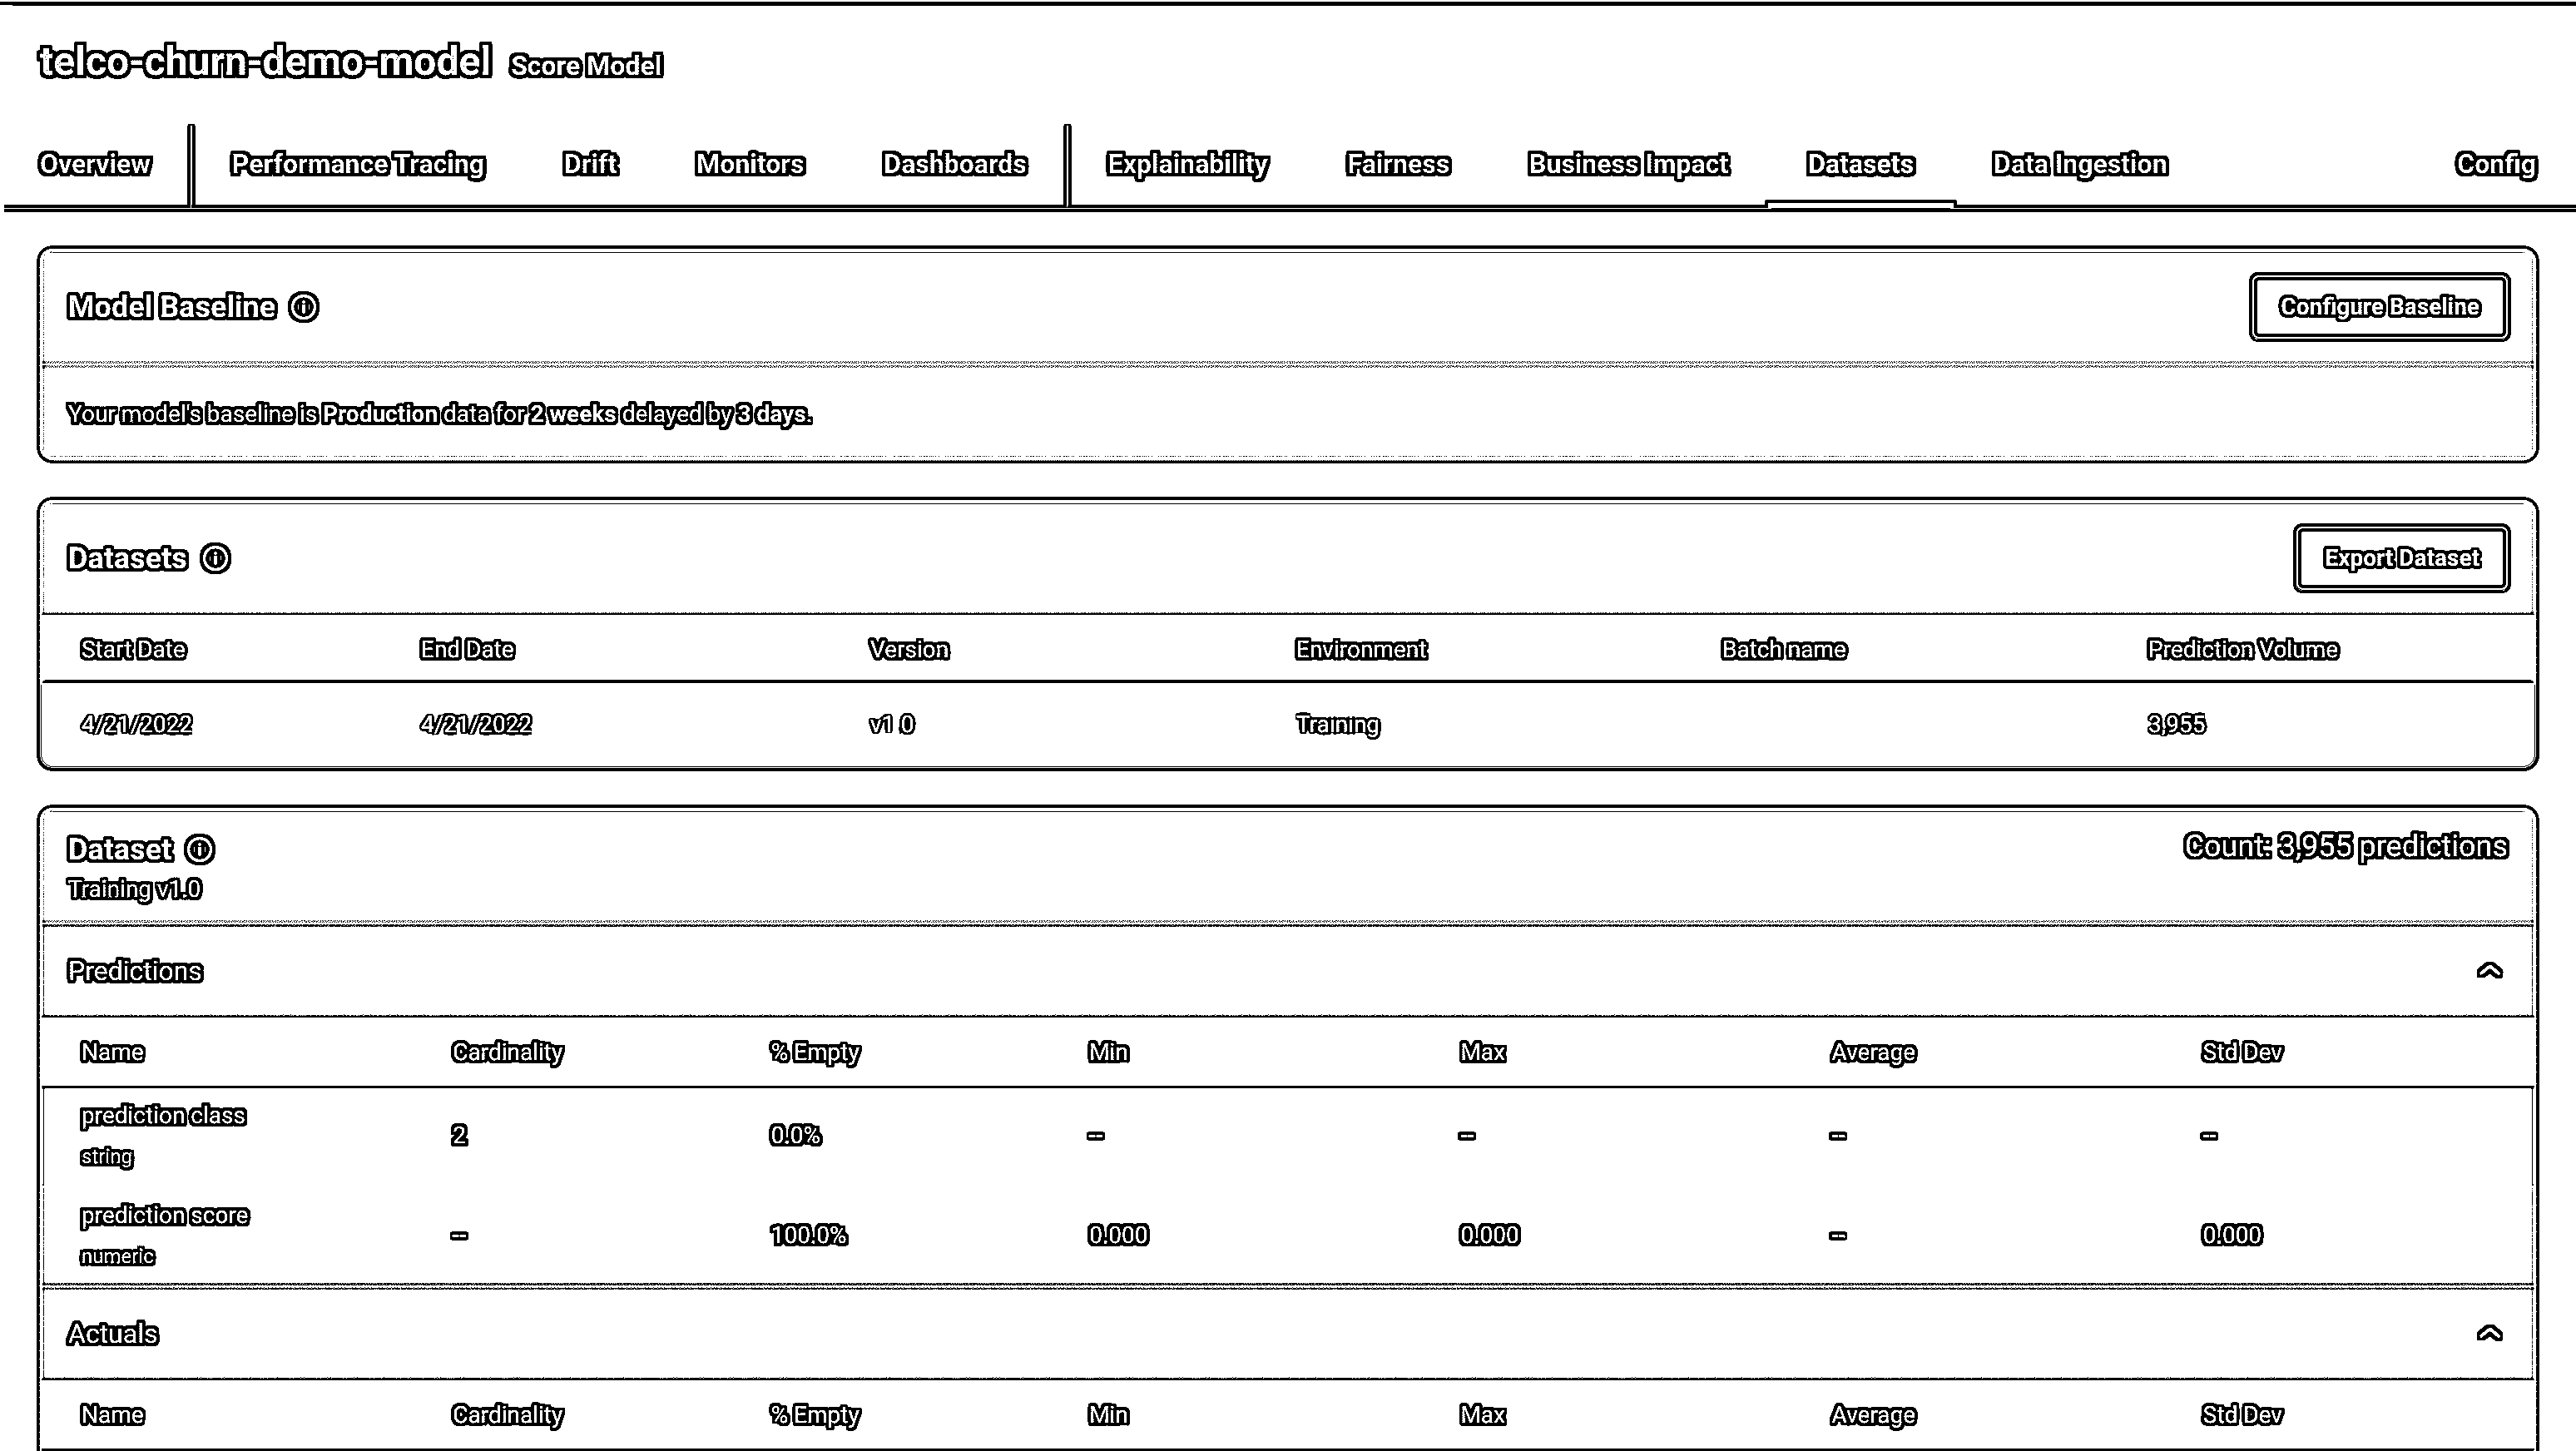 telco-churn-demo-model Score Model
Overview Performance Tracing Drift Monitors Dashboards Explainability Fairness Business Impact Datasets Data Ingestion Config
Model Baseline
Configure Baseline
Your model's baseline is Production data for 2 weeks delayed by 3 days.
Datasets
Export Dataset
Start Date End Date Version Environment Batch name Prediction Volume
4/21/2022 4/21/2022 v1 0 Training 3,955
Dataset
Count: 3,955 predictions
Training v1.0
Predictions
Name Cardinality % Empty Min Max Average Std Dev
prediction class
string
2 0.0% – – – –
prediction score
numeric
– 100.0% 0.000 0.000 – 0.000
Actuals
Name Cardinality % Empty Min Max Average Std Dev